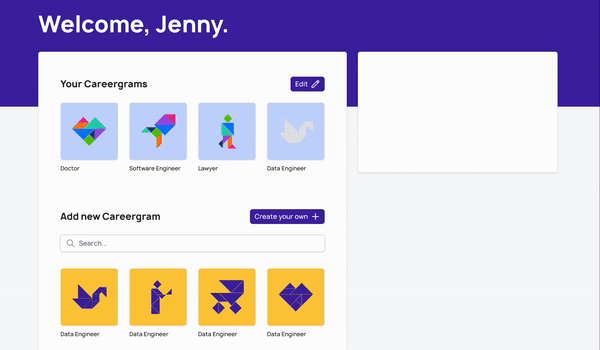 Welcome, Jenny.
Your Careergrams
Edit
Doctor
Software Engineer
Lawyer
Data Engineer
Add new Careergram
Create your own
Search...
Data Engineer
Data Engineer
Data Engineer
Data Engineer